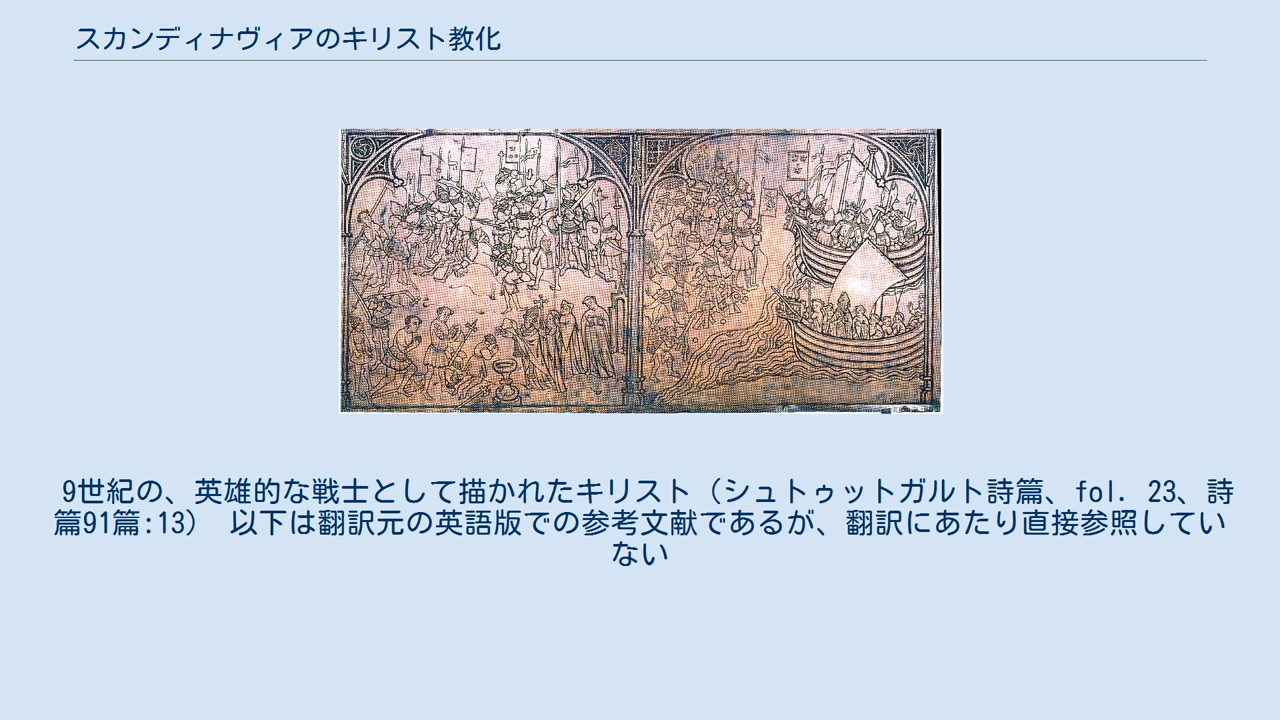 スカンディナヴィアのキリスト教化
9世紀の、英雄的な戦士として描かれたキリスト（シュトゥットガルト詩篇、fol. 23、詩
篇91篇:13） 以下は翻訳元の英語版での参考文献であるが、翻訳にあたり直接参照してい
ない